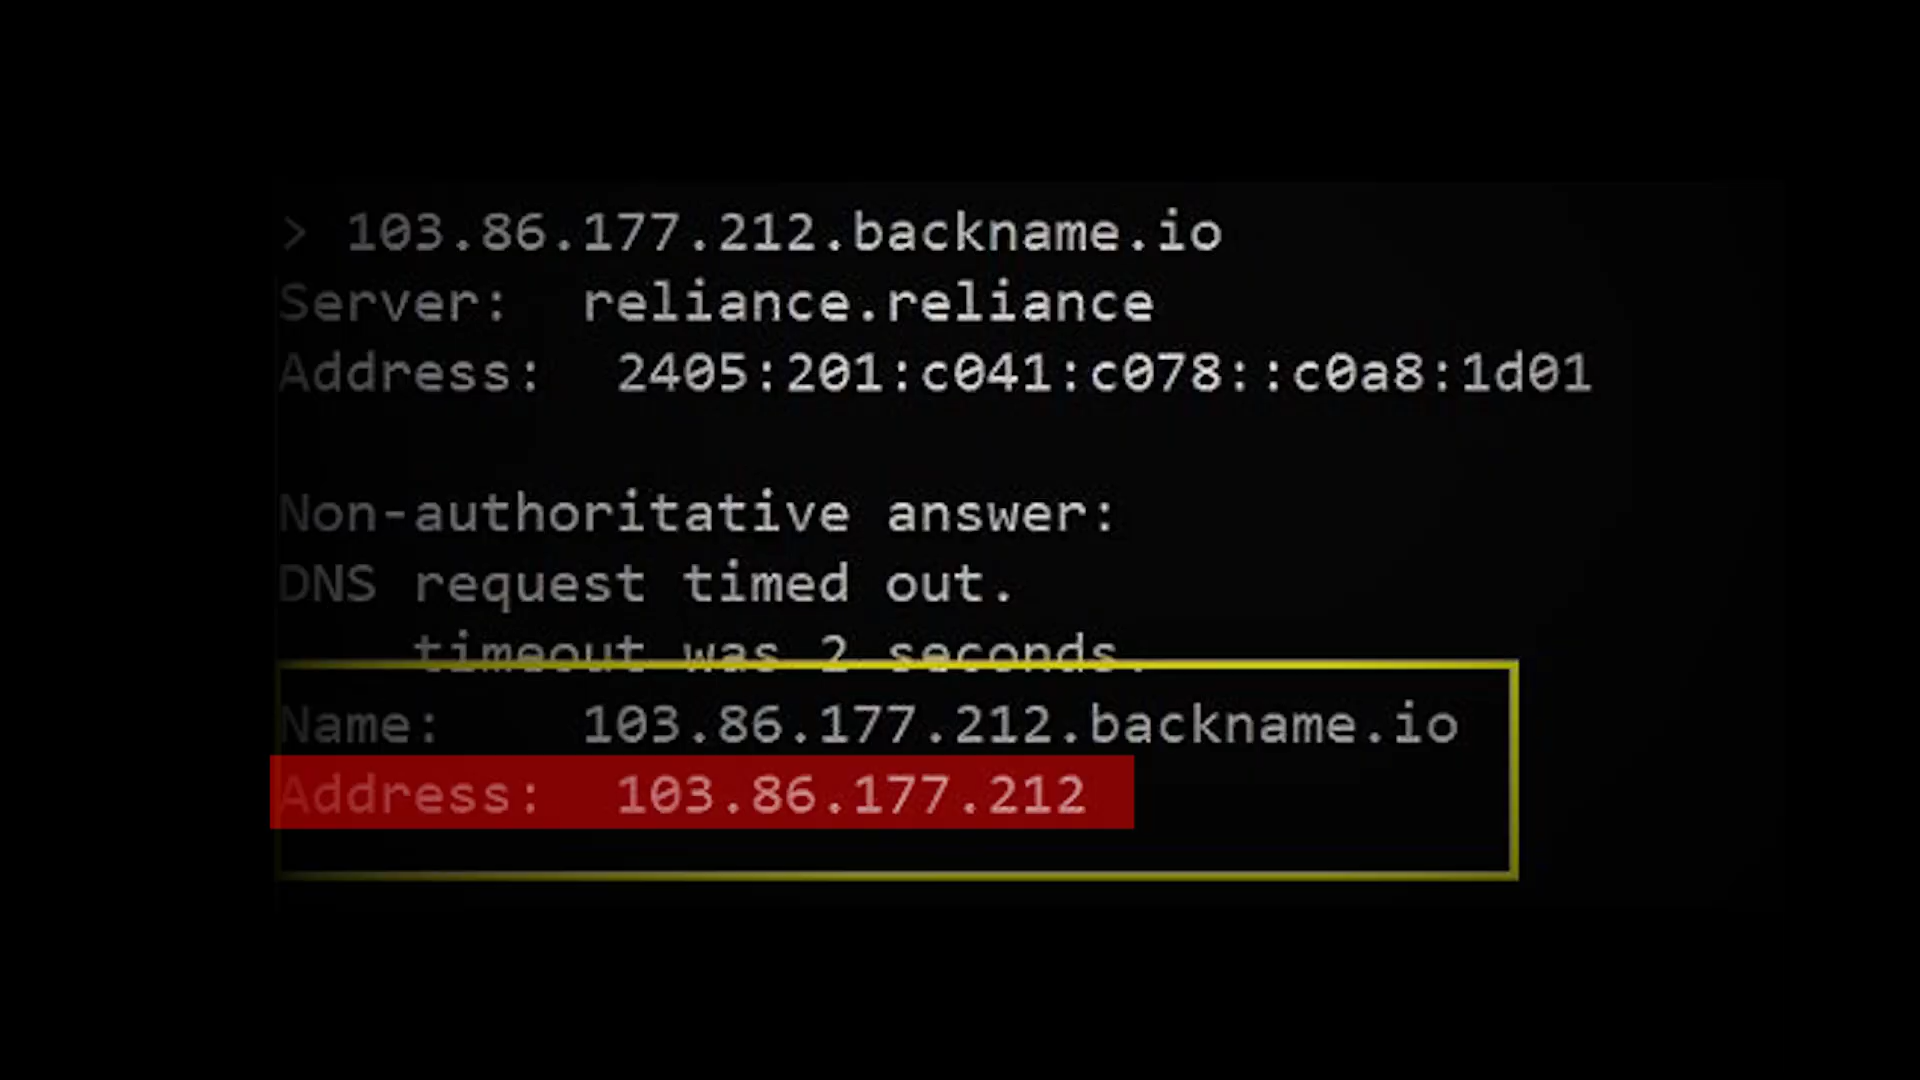 > 103.86.177.212.backname.io
Server:  reliance.reliance
Address:  2405:201:c041:c078::c0a8:1d01
Non-authoritative answer:
DNS request timed out.
timeout was 2 seconds.
Name:    103.86.177.212.backname.io
Address:  103.86.177.212